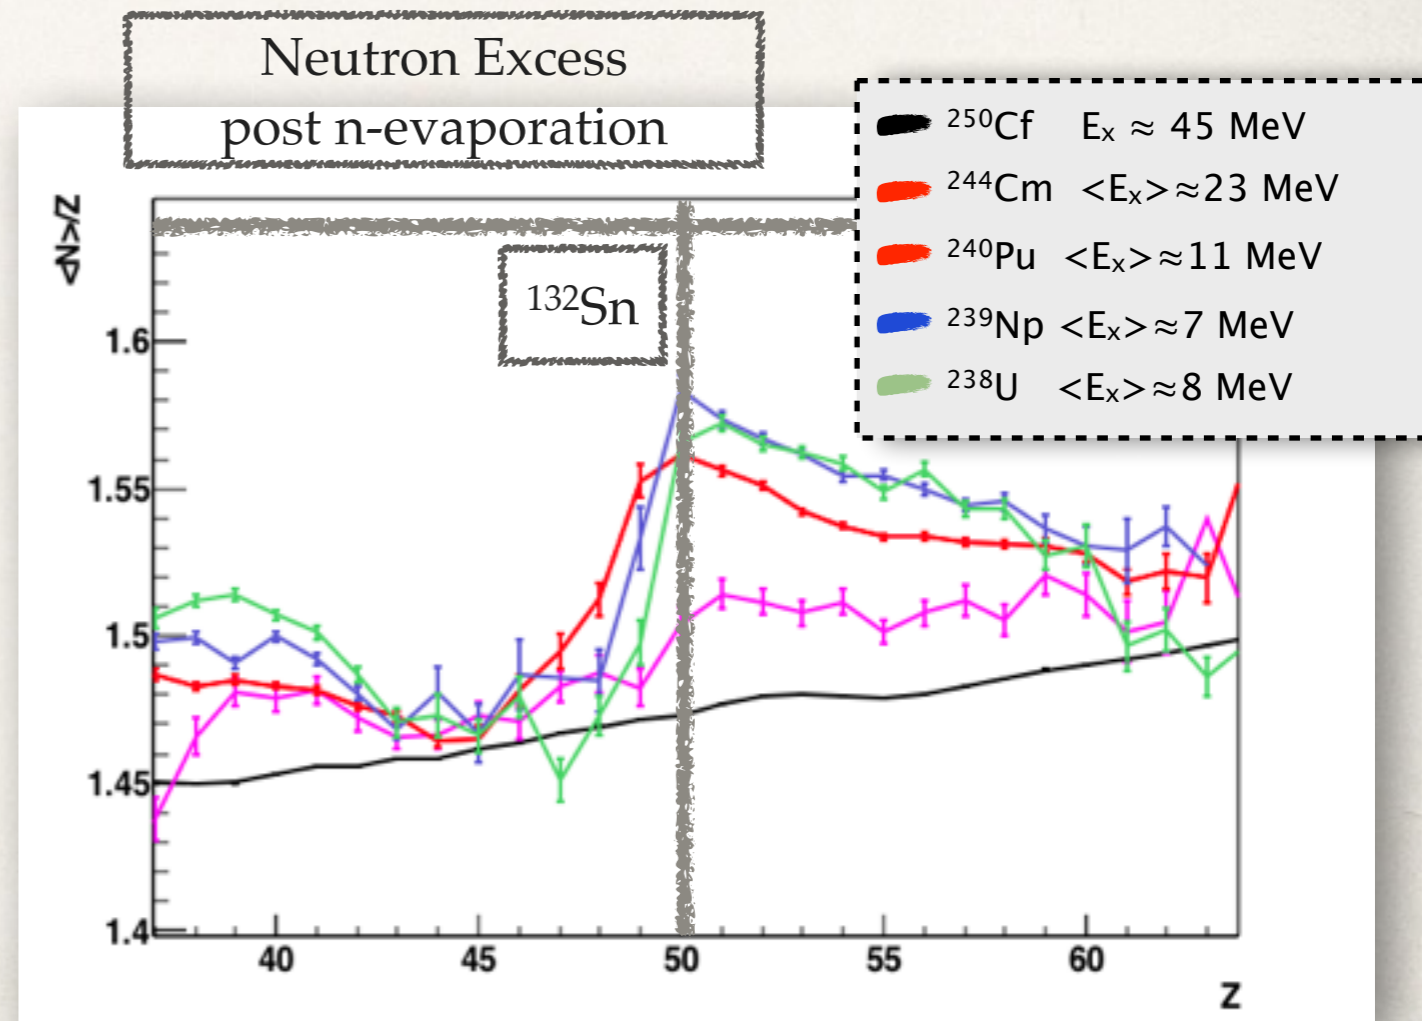 Neutron Excess
post n-evaporation
²⁵⁰Cf Eₓ ≈ 45 MeV
²⁴⁴Cm <Eₓ>≈23 MeV
²⁴⁰Pu <Eₓ>≈11 MeV
²³⁹Np <Eₓ>≈7 MeV
²³⁸U <Eₓ>≈8 MeV
<N>/Z
¹³²Sn
1.6
1.55
1.5
1.45
1.4
40 45 50 55 60
Z